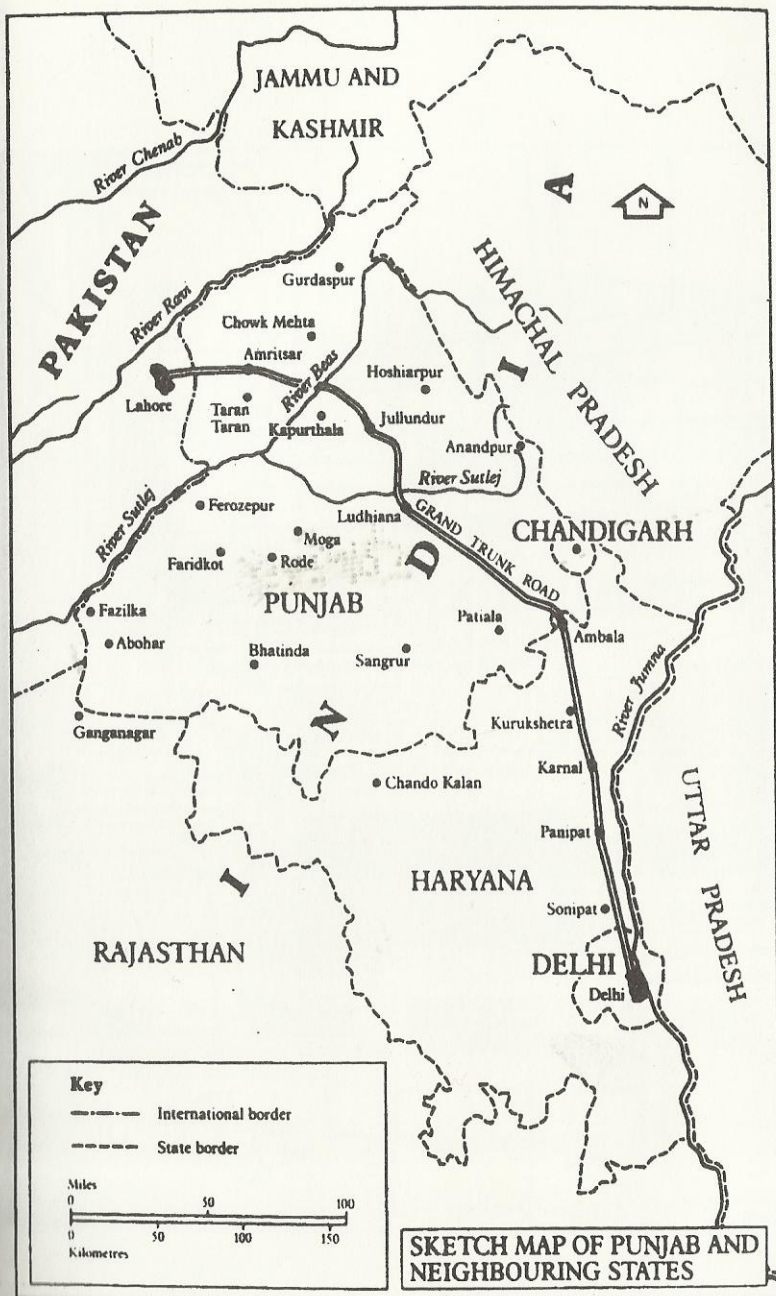 JAMMU AND
KASHMIR
River Chenab
PAKISTAN
River Ravi
N
HIMACHAL PRADESH
Gurdaspur
Chowk Mehta
Amritsar
River Beas
Hoshiarpur
Lahore
Taran
Taran
Kapurthala
Jullundur
Anandpur
River Sutlej
River Sutlej
Ferozepur
Ludhiana
GRAND TRUNK ROAD
CHANDIGARH
Moga
Faridkot
Rode
PUNJAB
Fazilka
Patiala
Ambala
Abohar
Bhatinda
Sangrur
River Jumna
Kurukshetra
Ganganagar
Karnal
Chando Kalan
UTTAR PRADESH
Panipat
HARYANA
Sonipat
INDIA
RAJASTHAN
DELHI
Delhi
Key
International border
State border
Miles
0 50 100
0 50 100 150
Kilometres
SKETCH MAP OF PUNJAB AND
NEIGHBOURING STATES